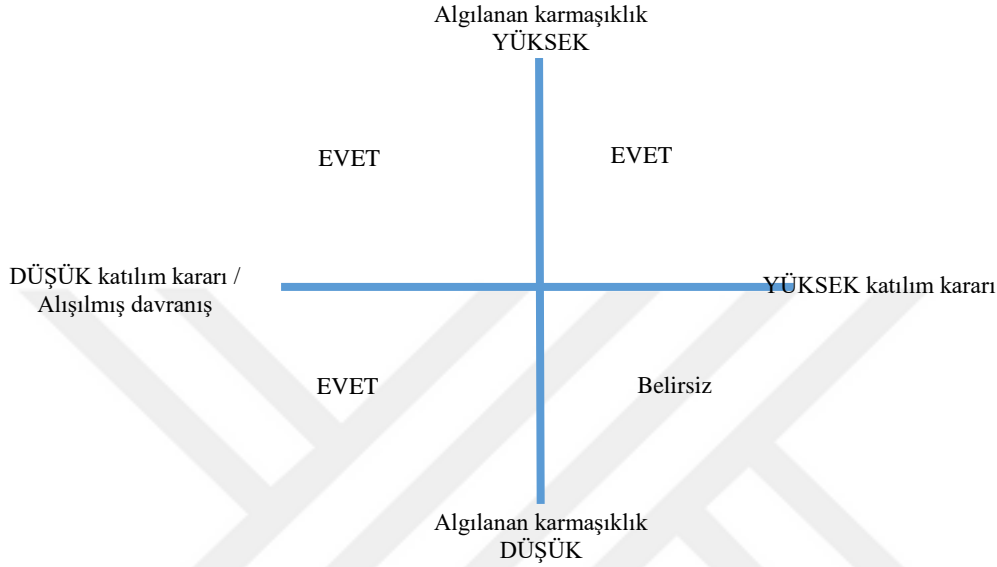 Algılanan karmaşıklık
YÜKSEK
EVET
EVET
DÜŞÜK katılım kararı /
Alışılmış davranış
YÜKSEK katılım kararı
EVET
Belirsiz
Algılanan karmaşıklık
DÜŞÜK